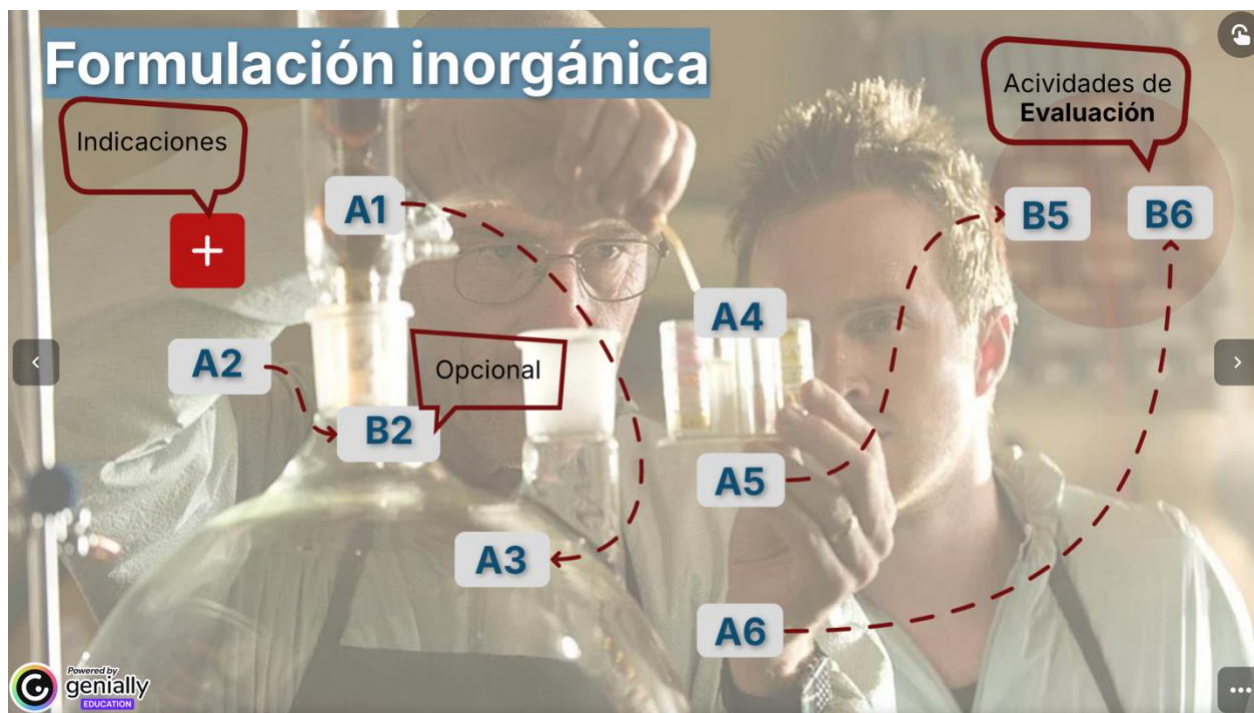 Formulación inorgánica
Acividades de
Evaluación
Indicaciones
A1
B5
B6
A4
A2
Opcional
B2
A5
A3
A6
Powered by
genially
EDUCATION